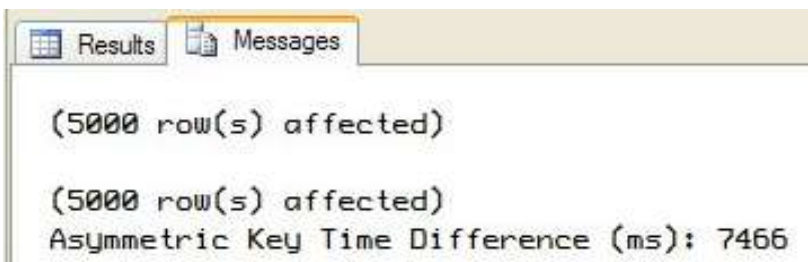 Results Messages
(5000 row(s) affected)
(5000 row(s) affected)
Asymmetric Key Time Difference (ms): 7466